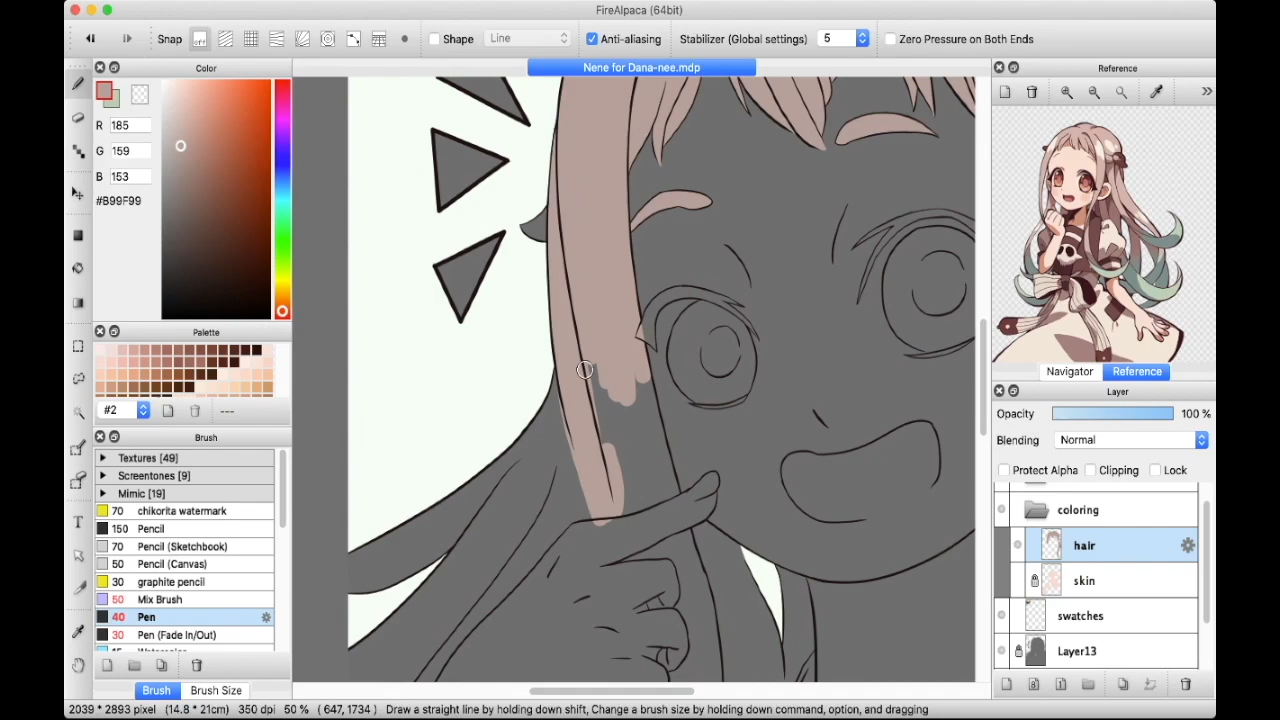 FireAlpaca (64bit)
Snap off Shape Line Anti-aliasing Stabilizer (Global settings) 5 Zero Pressure on Both Ends
Color
Nene for Dana-nee.mdp
Reference
R 185
G 159
B 153
#B99F99
Palette
#2 ---
Brush
Textures [49]
Screentones [9]
Mimic [19]
70 chikorita watermark
150 Pencil
70 Pencil (Sketchbook)
50 Pencil (Canvas)
30 graphite pencil
50 Mix Brush
40 Pen
30 Pen (Fade In/Out)
15 Watercolor
Brush Brush Size
Navigator Reference
Layer
Opacity 100 %
Blending Normal
Protect Alpha Clipping Lock
coloring
hair
skin
swatches
Layer13
2039 * 2893 pixel (14.8 * 21cm) 350 dpi 50 % ( 647, 1734 ) Draw a straight line by holding down shift, Change a brush size by holding down command, option, and dragging